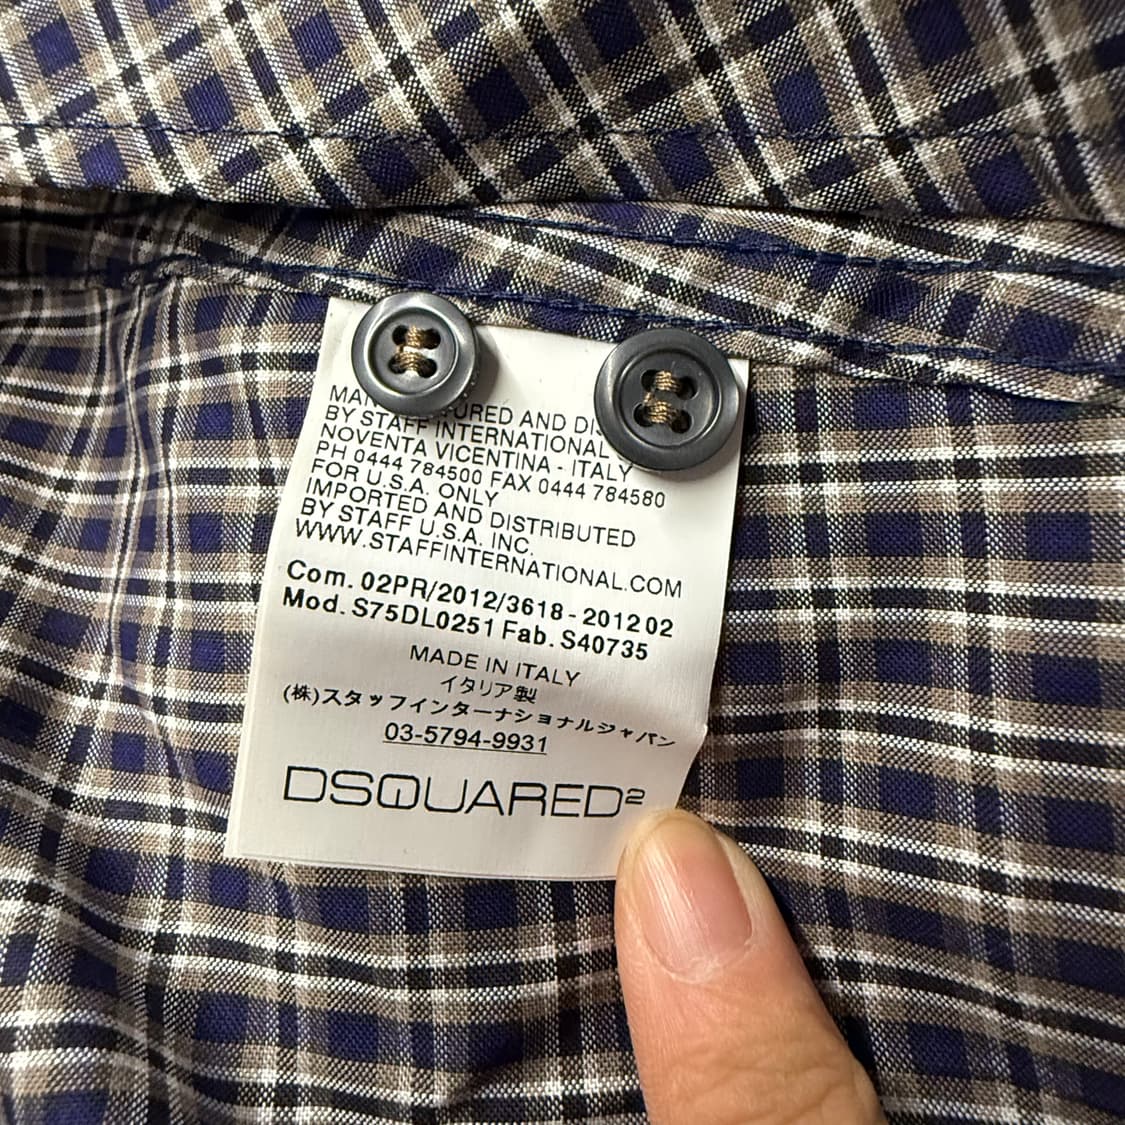 BY STAFF INTERNATIONAL
NOVENTA VICENTINA - ITALY
PH 0444 784500 FAX 0444 784580
FOR U.S.A. ONLY
IMPORTED AND DISTRIBUTED
BY STAFF U.S.A. INC.
WWW.STAFFINTERNATIONAL.COM
Com. 02PR/2012/3618 - 2012 02
Mod. S75DL0251 Fab. S40735
MADE IN ITALY
イタリア製
(株)スタッフインターナショナルジャパン
03-5794-9931
DSQUARED2